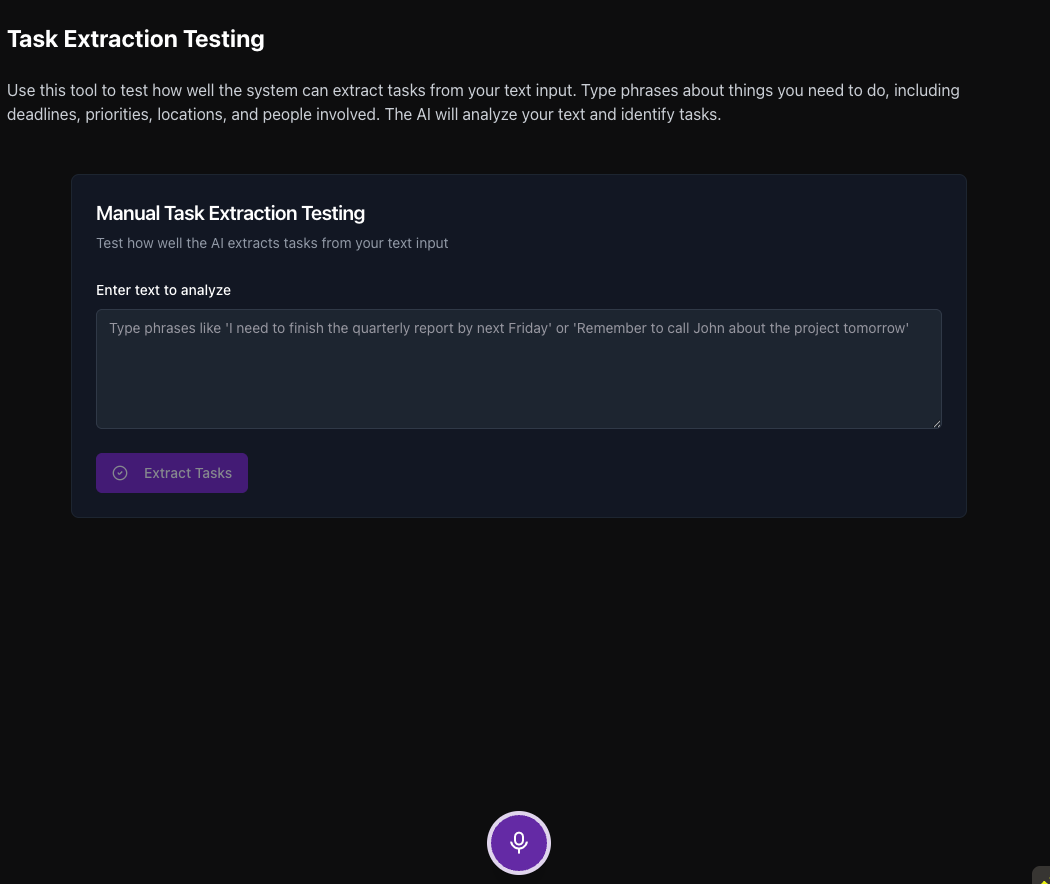 Task Extraction Testing
Use this tool to test how well the system can extract tasks from your text input. Type phrases about things you need to do, including
deadlines, priorities, locations, and people involved. The AI will analyze your text and identify tasks.
Manual Task Extraction Testing
Test how well the AI extracts tasks from your text input
Enter text to analyze
Type phrases like 'I need to finish the quarterly report by next Friday' or 'Remember to call John about the project tomorrow'
Extract Tasks